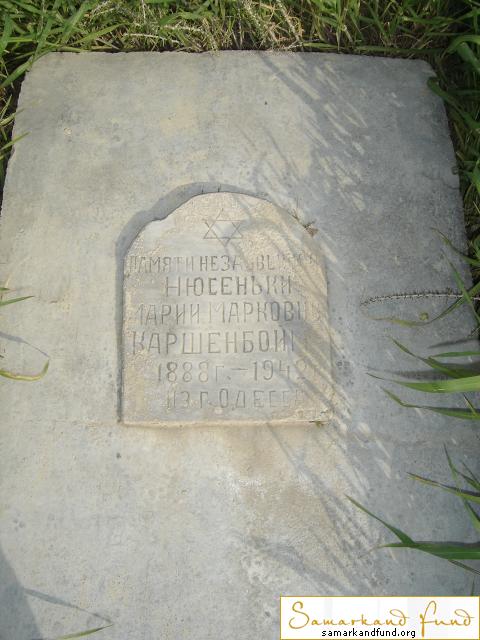 ПАМЯТИ НЕЗАБВЕННОЙ
НЮСЕНЬКИ
МАРИИ МАРКОВНЫ
КАРШЕНБОЙМ
1888 г. — 1942 г.
ИЗ Г. ОДЕССЫ
Samarkand Fund
samarkandfund.org